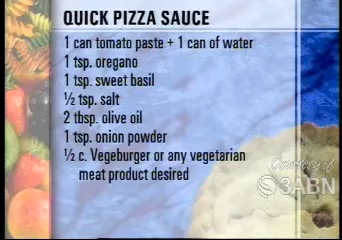 QUICK PIZZA SAUCE
1 can tomato paste + 1 can of water
1 tsp. oregano
1 tsp. sweet basil
½ tsp. salt
2 tbsp. olive oil
1 tsp. onion powder
½ c. Vegeburger or any vegetarian
meat product desired
Courtesy of
3ABN